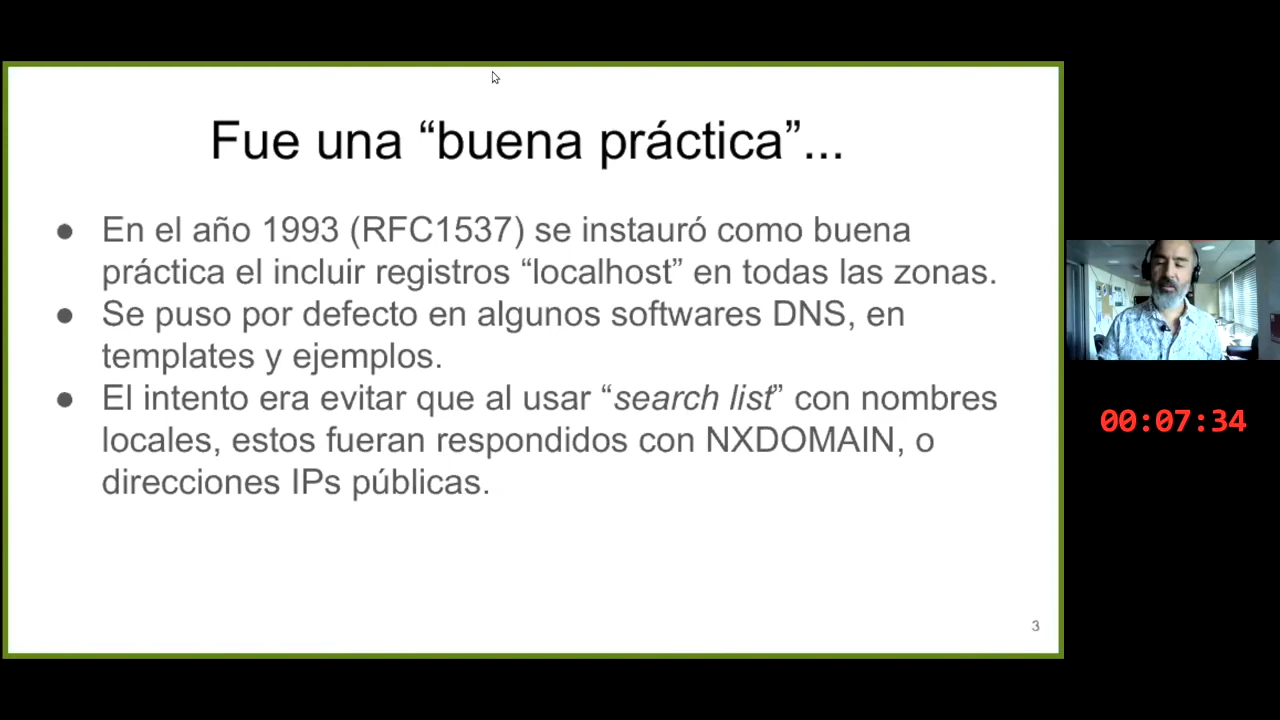 Fue una “buena práctica”...
● En el año 1993 (RFC1537) se instauró como buena
práctica el incluir registros “localhost” en todas las zonas.
● Se puso por defecto en algunos softwares DNS, en
templates y ejemplos.
● El intento era evitar que al usar “search list” con nombres
locales, estos fueran respondidos con NXDOMAIN, o
direcciones IPs públicas.
3
00:07:34